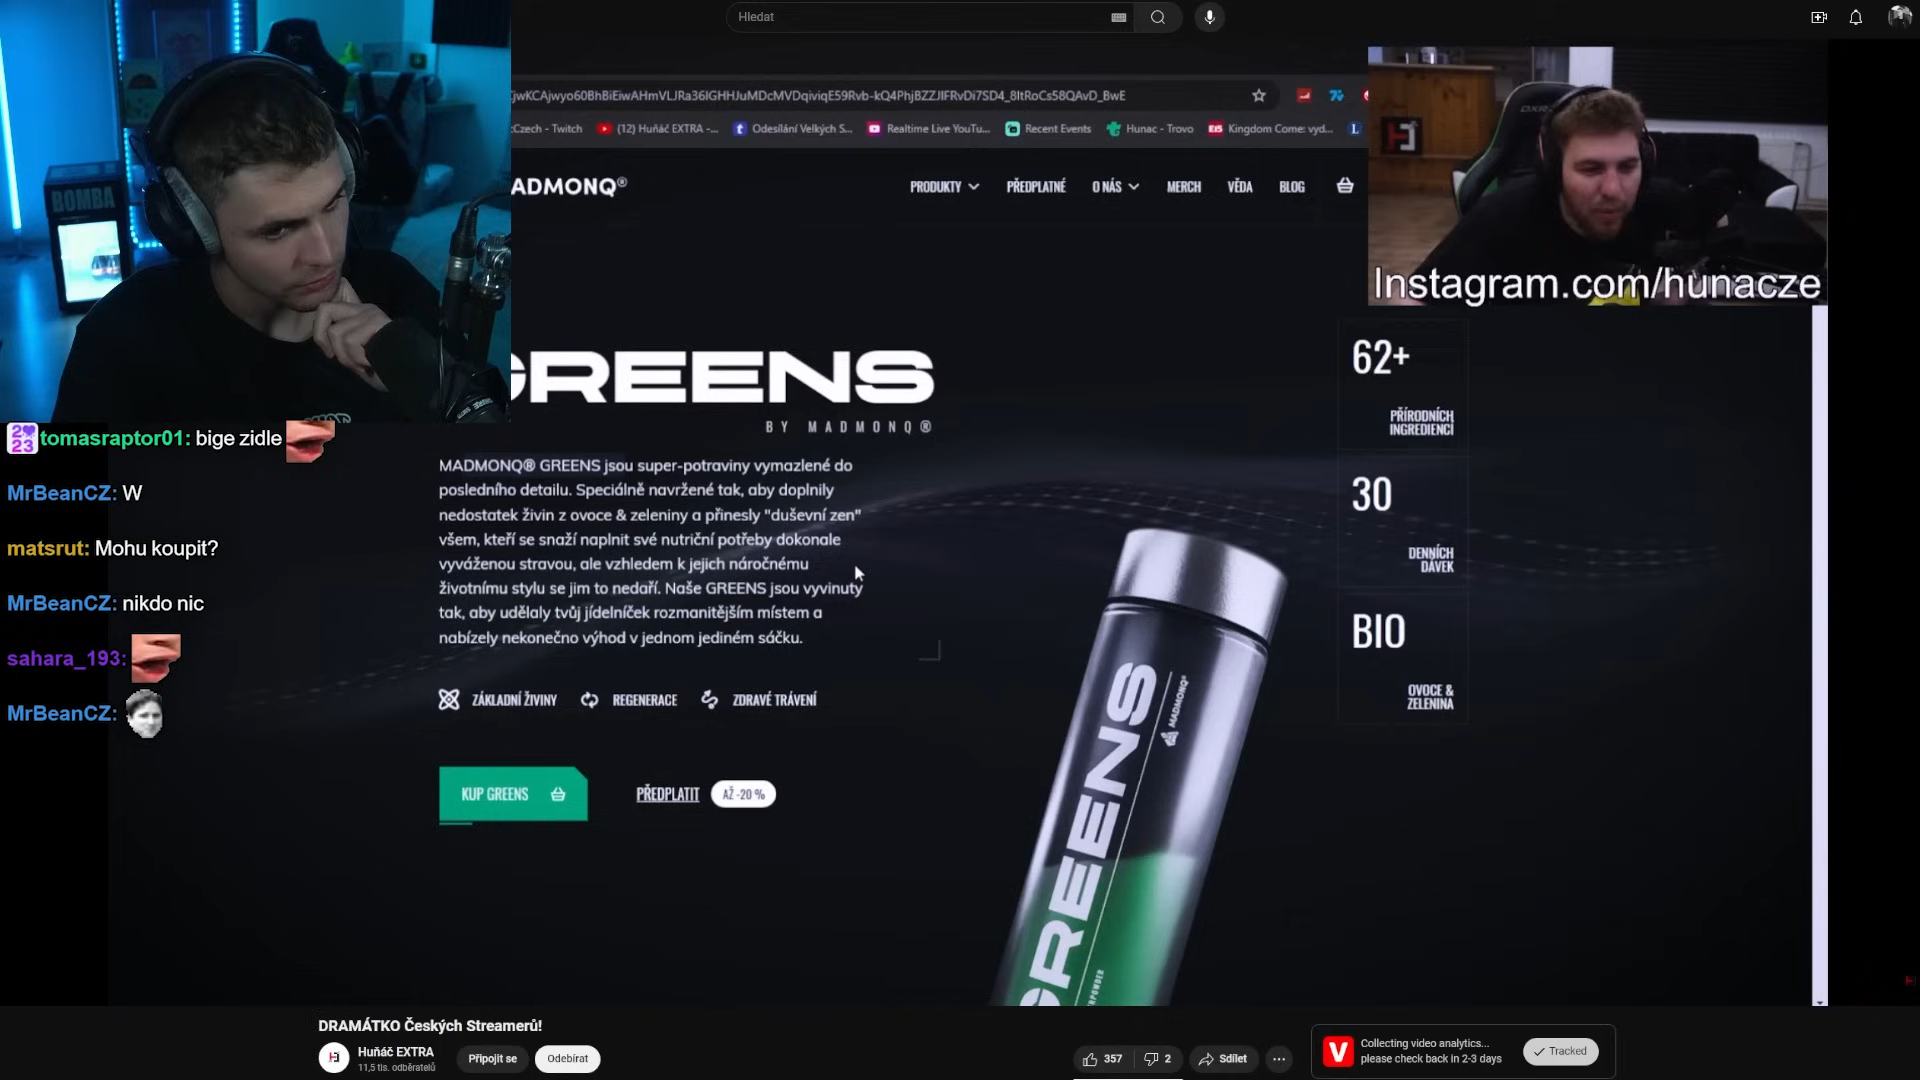 Hledat
jwKCAjwyo60BhBiEiwAHmVLJRa36IGHHJuMDcMVDqiviqE59Rvb-kQ4PhjBZZJIFRvDi7SD4_8ItRoCs58QAvD_BwE
:Czech - Twitch
(12) Huňáč EXTRA -...
Odesílání Velkých S...
Realtime Live YouTu...
Recent Events
Hunac - Trovo
Kingdom Come: vyd...
ADMONQ®
PRODUKTY
PŘEDPLATNÉ
O NÁS
MERCH
VĚDA
BLOG
BOMBA
Instagram.com/hunacze
GREENS
BY MADMONQ®
62+
PŘÍRODNÍCH
INGREDIENCÍ
30
DENNÍCH
DÁVEK
BIO
OVOCE &
ZELENINA
tomasraptor01: bige zidle
MrBeanCZ: W
matsrut: Mohu koupit?
MrBeanCZ: nikdo nic
sahara_193:
MrBeanCZ:
MADMONQ® GREENS jsou super-potraviny vymazlené do
posledního detailu. Speciálně navržené tak, aby doplnily
nedostatek živin z ovoce & zeleniny a přinesly "duševní zen"
všem, kteří se snaží naplnit své nutriční potřeby dokonale
vyváženou stravou, ale vzhledem k jejich náročnému
životnímu stylu se jim to nedaří. Naše GREENS jsou vyvinuty
tak, aby udělaly tvůj jídelníček rozmanitějším místem a
nabízely nekonečno výhod v jednom jediném sáčku.
ZÁKLADNÍ ŽIVINY
REGENERACE
ZDRAVÉ TRÁVENÍ
KUP GREENS
PŘEDPLATIT
AŽ -20 %
GREENS
MADMONQ®
GREENS
DRAMÁTKO Českých Streamerů!
Huňáč EXTRA
11,5 tis. odběratelů
Připojit se
Odebírat
357
2
Sdílet
Collecting video analytics...
please check back in 2-3 days
Tracked